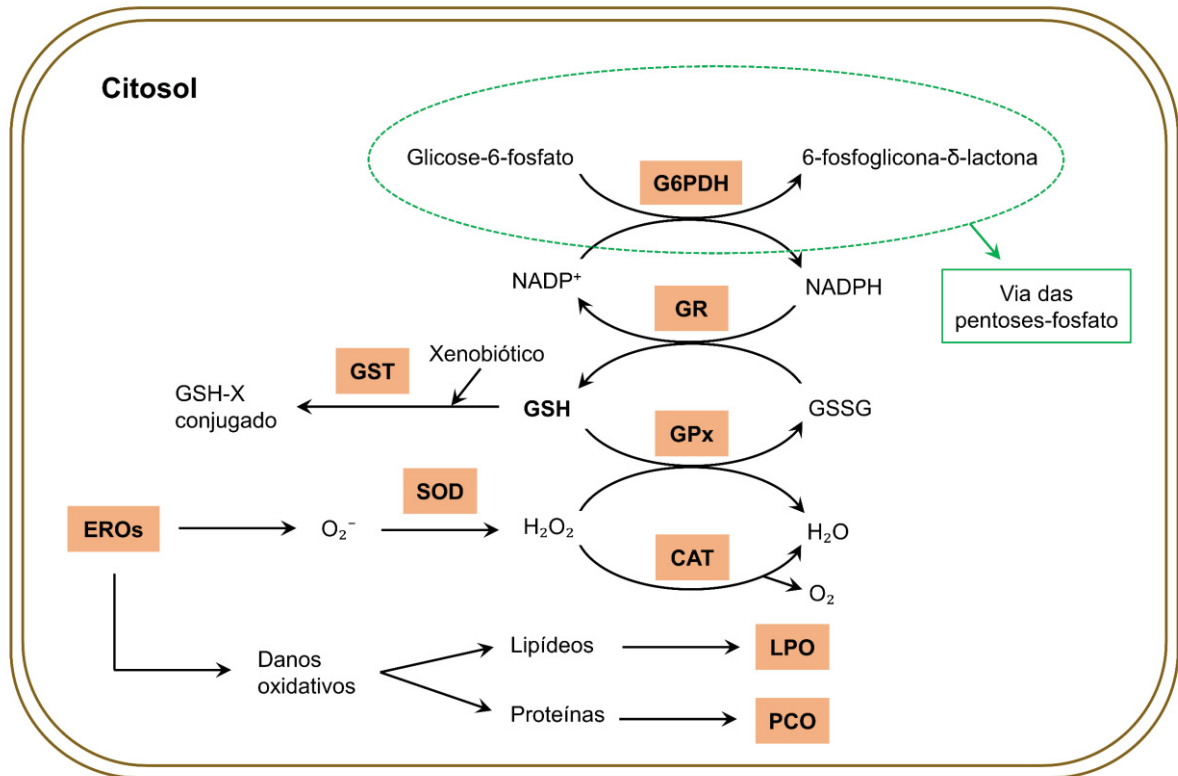 Citosol
Glicose-6-fosfato
6-fosfoglicona-δ-lactona
G6PDH
NADP⁺
NADPH
Via das
pentoses-fosfato
GR
Xenobiótico
GST
GSH-X
conjugado
GSH
GSSG
GPx
SOD
EROs
O₂⁻
H₂O₂
H₂O
CAT
O₂
Lipídeos
LPO
Danos
oxidativos
Proteínas
PCO